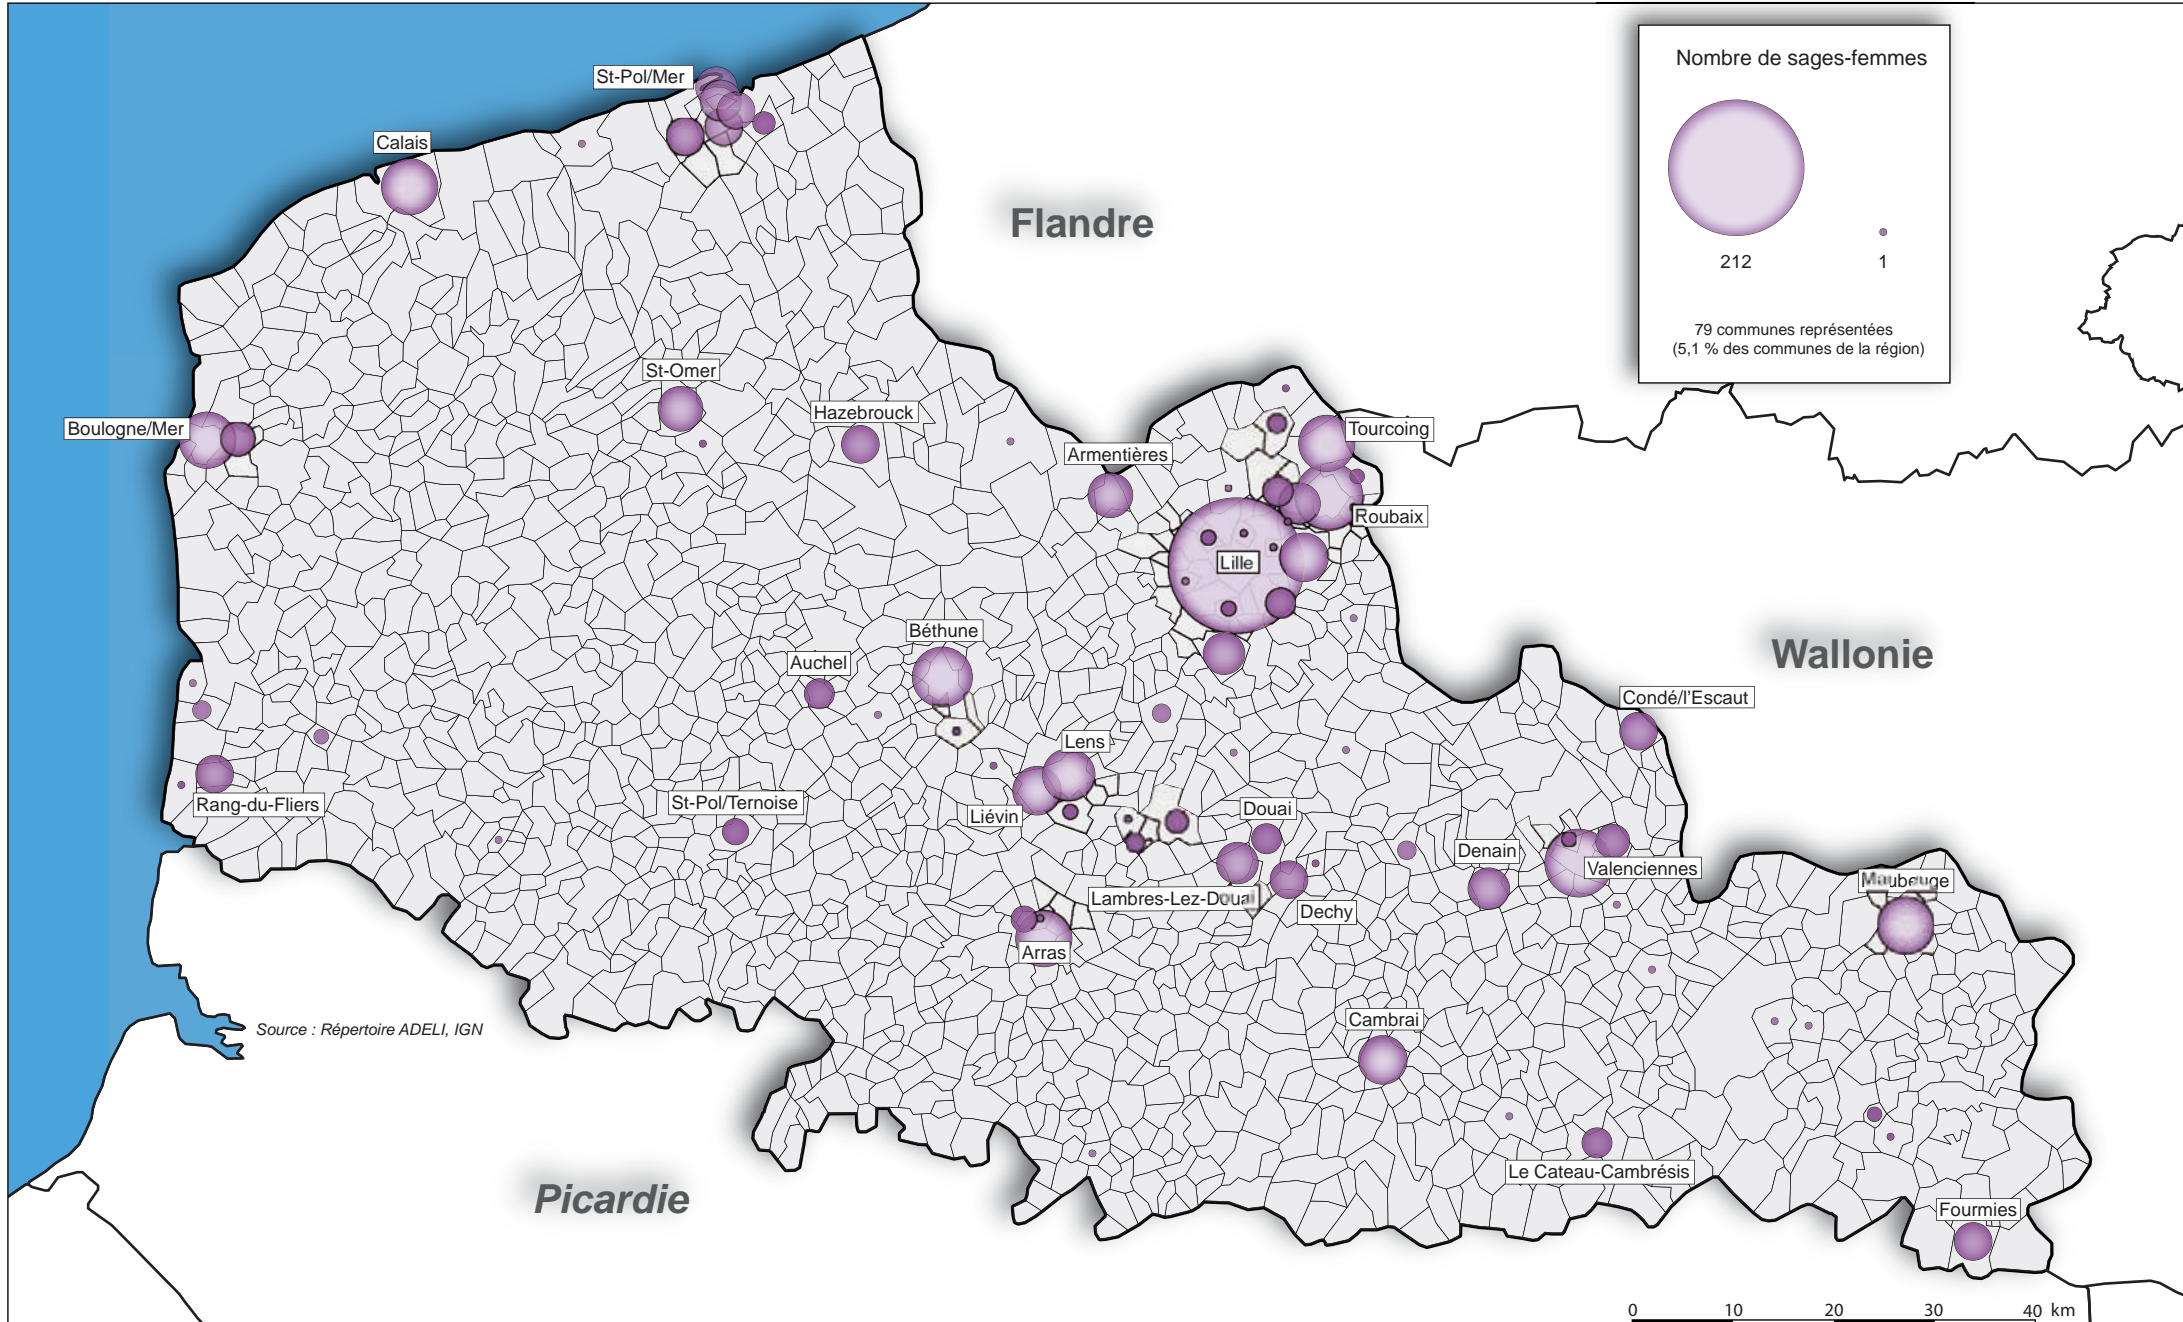 Nombre de sages-femmes
212
1
79 communes représentées
(5,1 % des communes de la région)
St-Pol/Mer
Calais
Flandre
St-Omer
Hazebrouck
Boulogne/Mer
Tourcoing
Armentières
Roubaix
Lille
Béthune
Auchel
Wallonie
Condé/l'Escaut
Lens
Rang-du-Fliers
St-Pol/Ternoise
Liévin
Douai
Denain
Valenciennes
Maubeuge
Lambres-Lez-Douai
Dechy
Arras
Source : Répertoire ADELI, IGN
Cambrai
Le Cateau-Cambrésis
Picardie
Fourmies
0 10 20 30 40 km